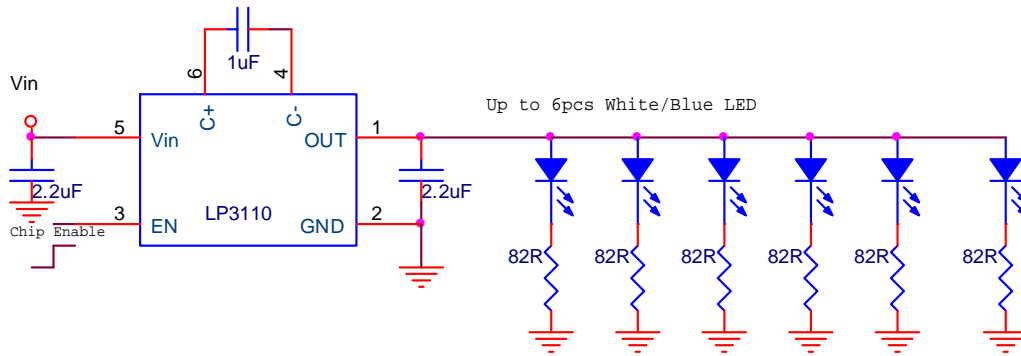 1uF
6
4
Vin
C+
C-
Up to 6pcs White/Blue LED
5
Vin
OUT
1
2.2uF
2.2uF
3
EN
LP3110
GND
2
Chip Enable
82R
82R
82R
82R
82R
82R